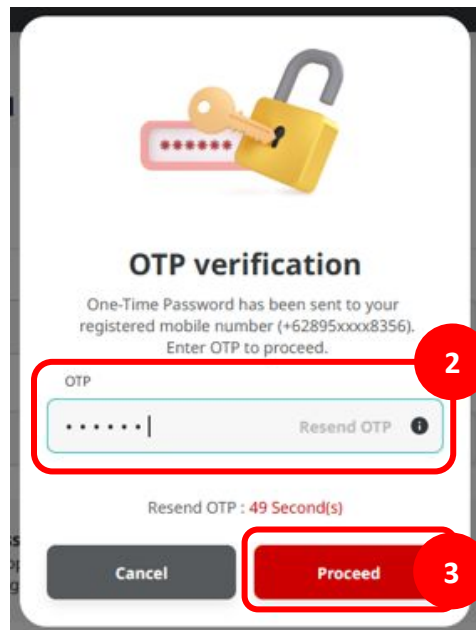 ******
OTP verification
One-Time Password has been sent to your
registered mobile number (+62895xxxx8356).
Enter OTP to proceed.
2
OTP
••••••
Resend OTP
Resend OTP : 49 Second(s)
Cancel
Proceed
3